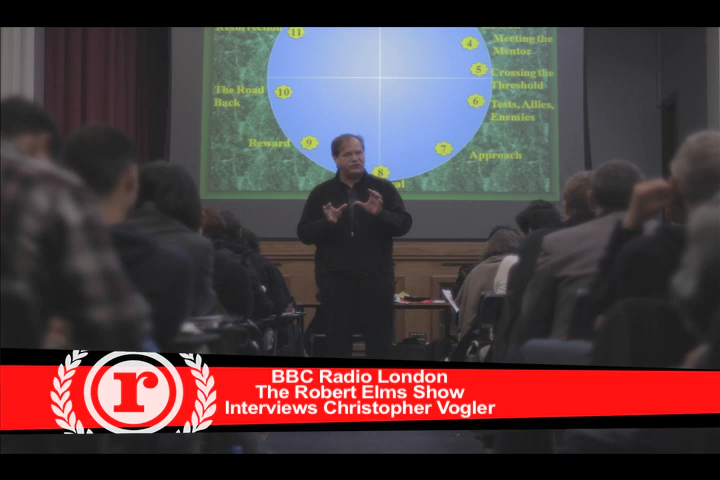 Resurrection
11
4
Meeting the
Mentor
5
Crossing the
Threshold
The Road
Back
10
6
Tests, Allies,
Enemies
Reward
9
7
Approach
8
r
BBC Radio London
The Robert Elms Show
Interviews Christopher Vogler